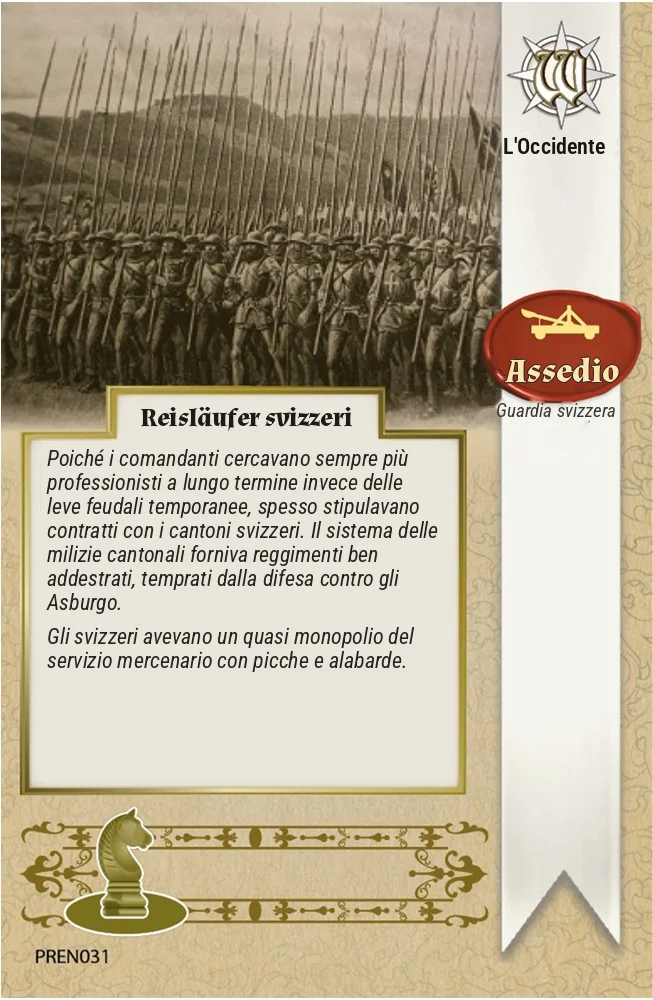 W
L'Occidente
Assedio
Guardia svizzera
Reisläufer svizzeri
Poiché i comandanti cercavano sempre più
professionisti a lungo termine invece delle
leve feudali temporanee, spesso stipulavano
contratti con i cantoni svizzeri. Il sistema delle
milizie cantonali forniva reggimenti ben
addestrati, temprati dalla difesa contro gli
Asburgo.
Gli svizzeri avevano un quasi monopolio del
servizio mercenario con picche e alabarde.
PREN031